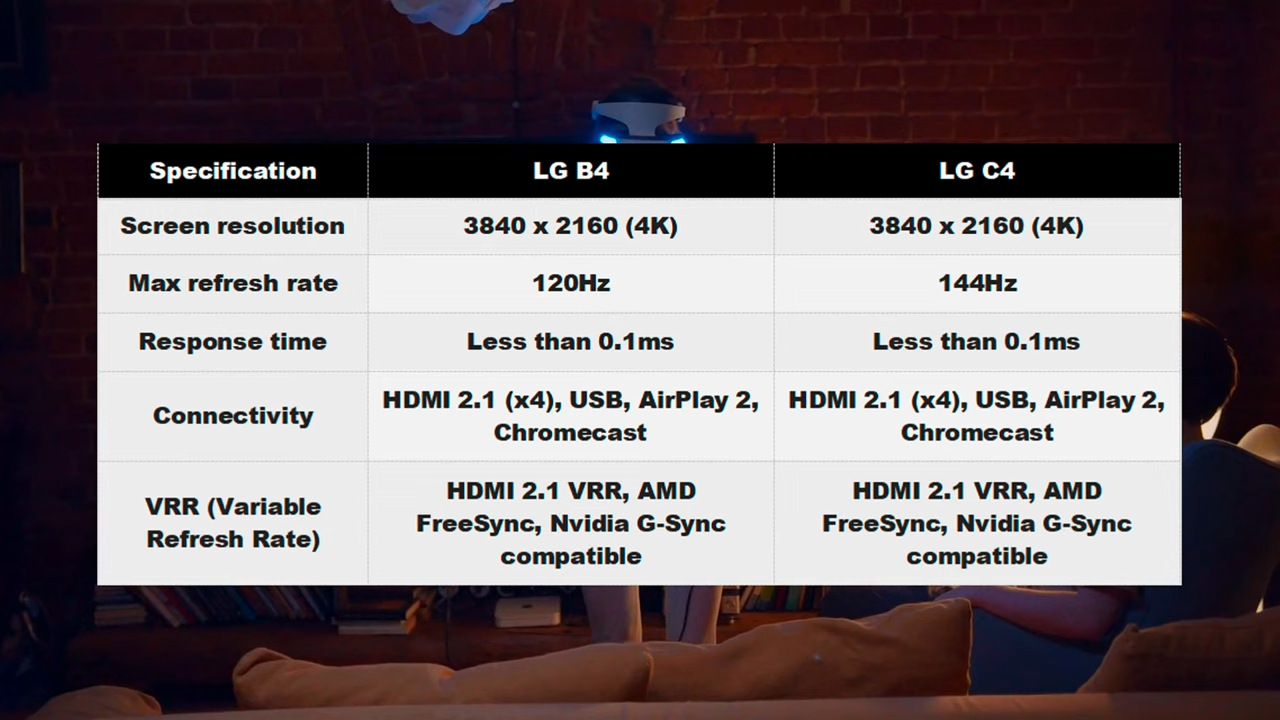 Specification LG B4 LG C4
Screen resolution 3840 x 2160 (4K) 3840 x 2160 (4K)
Max refresh rate 120Hz 144Hz
Response time Less than 0.1ms Less than 0.1ms
Connectivity
HDMI 2.1 (x4), USB, AirPlay 2,
Chromecast
HDMI 2.1 (x4), USB, AirPlay 2,
Chromecast
VRR (Variable
Refresh Rate)
HDMI 2.1 VRR, AMD
FreeSync, Nvidia G-Sync
compatible
HDMI 2.1 VRR, AMD
FreeSync, Nvidia G-Sync
compatible